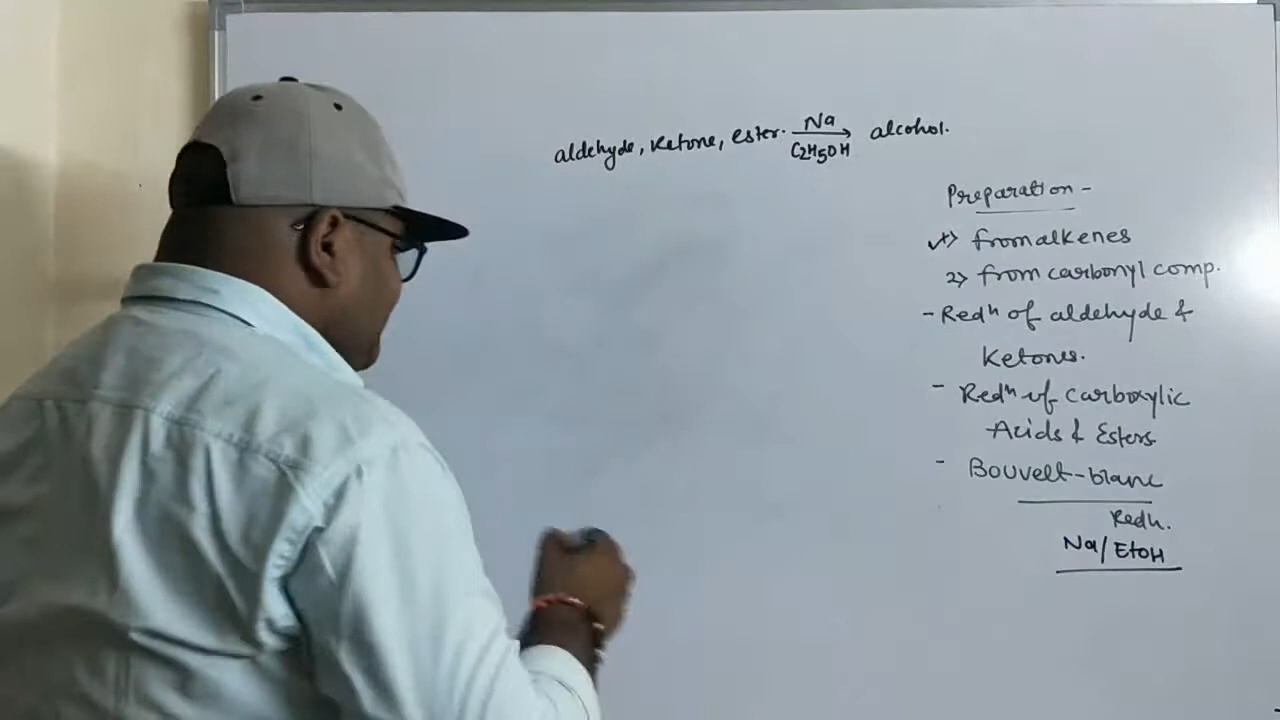 aldehyde, Ketone, ester. Na → alcohol.
C2H5OH
Preparation -
1> from alkenes
2> from carbonyl comp.
- Redn of aldehyde &
Ketones.
- Redn of Carboxylic
Acids & Esters
- Bouvelt-blanc
Redn.
Na/EtOH